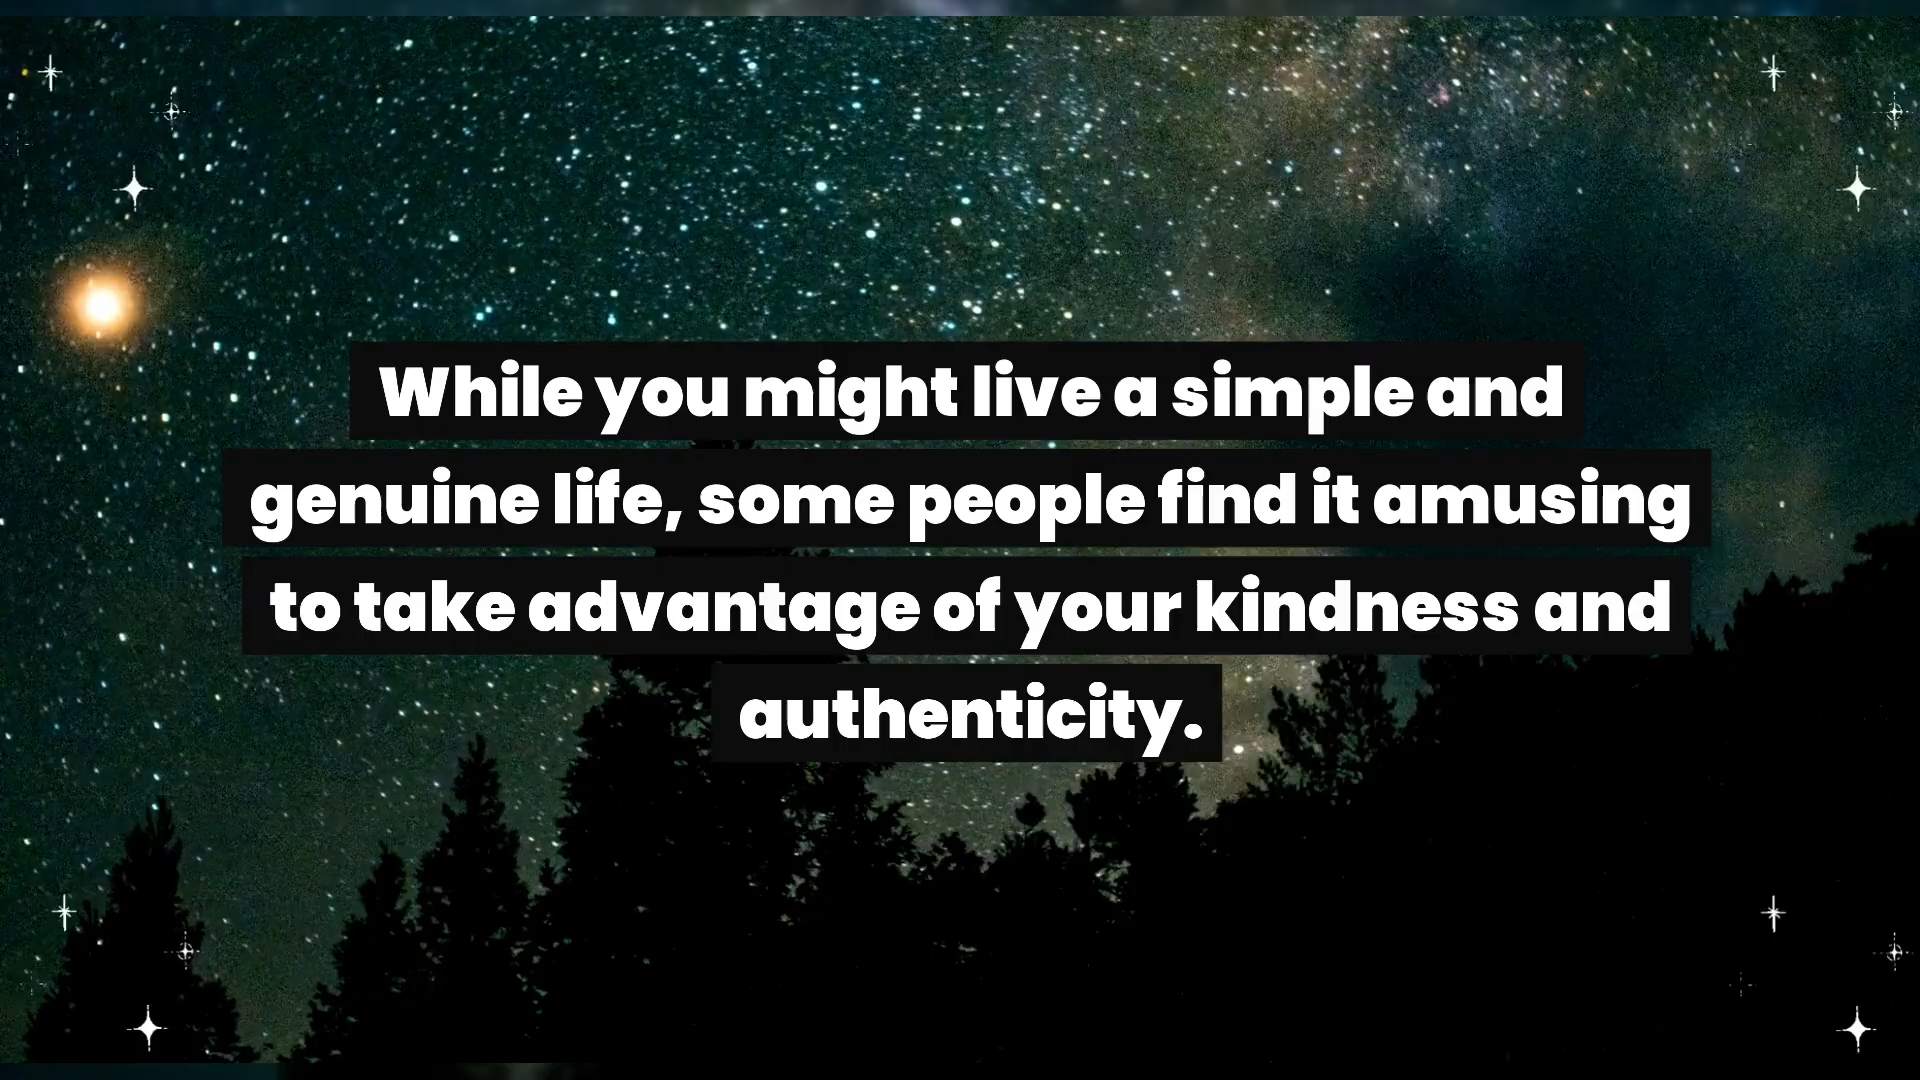 While you might live a simple and
genuine life, some people find it amusing
to take advantage of your kindness and
authenticity.